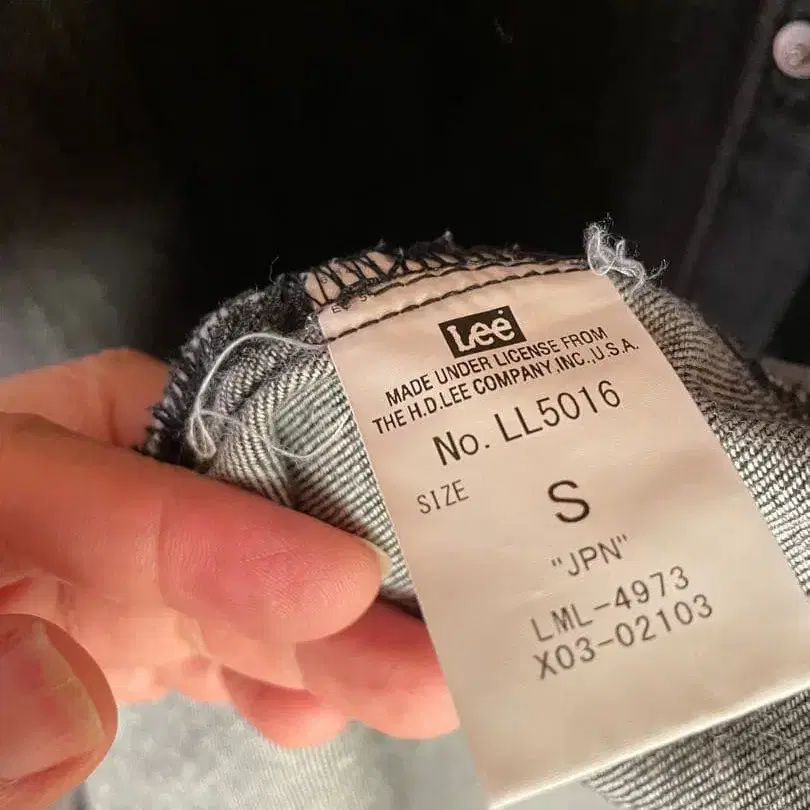 Lee
MADE UNDER LICENSE FROM
THE H.D.LEE COMPANY,INC.,U.S.A.
No. LL5016
SIZE S
"JPN"
LML-4973
X03-02103